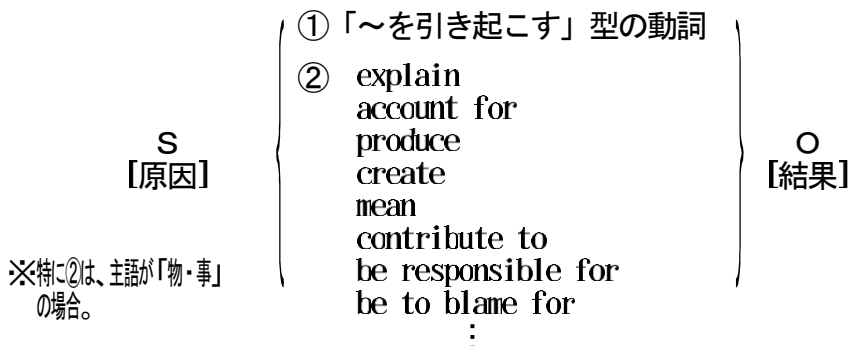 ①「～を引き起こす」型の動詞
② explain
account for
produce
S
O
create
[原因]
[結果]
mean
contribute to
※特に②は、主語が「物・事」
be responsible for
の場合。
be to blame for
⋮